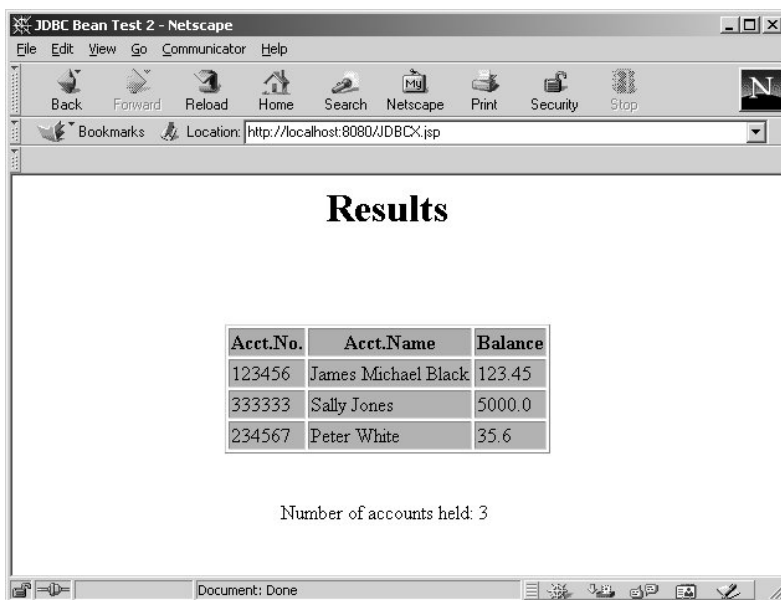 JDBC Bean Test 2 - Netscape
File Edit View Go Communicator Help
My
N
Back Forward Reload Home Search Netscape Print Security Stop
Bookmarks Location: http://localhost:8080/JDBCX.jsp
Results
Acct.No. Acct.Name Balance
123456 James Michael Black 123.45
333333 Sally Jones 5000.0
234567 Peter White 35.6
Number of accounts held: 3
Document: Done